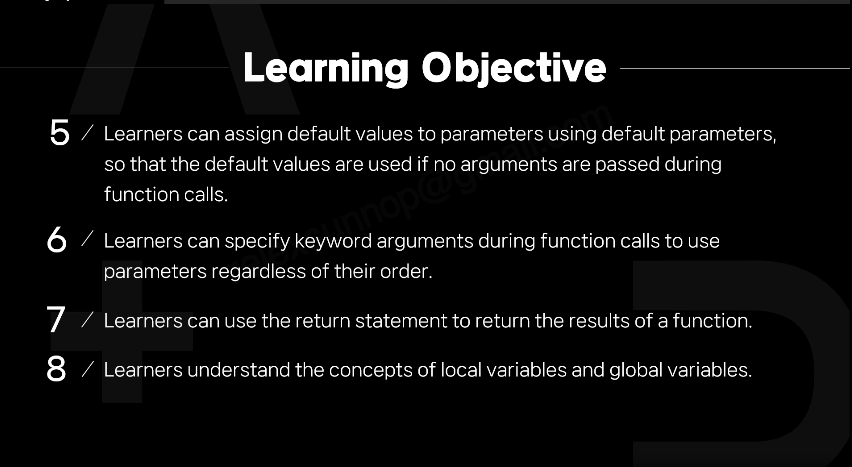 Learning Objective
5 / Learners can assign default values to parameters using default parameters,
so that the default values are used if no arguments are passed during
function calls.
6 / Learners can specify keyword arguments during function calls to use
parameters regardless of their order.
7 / Learners can use the return statement to return the results of a function.
8 / Learners understand the concepts of local variables and global variables.